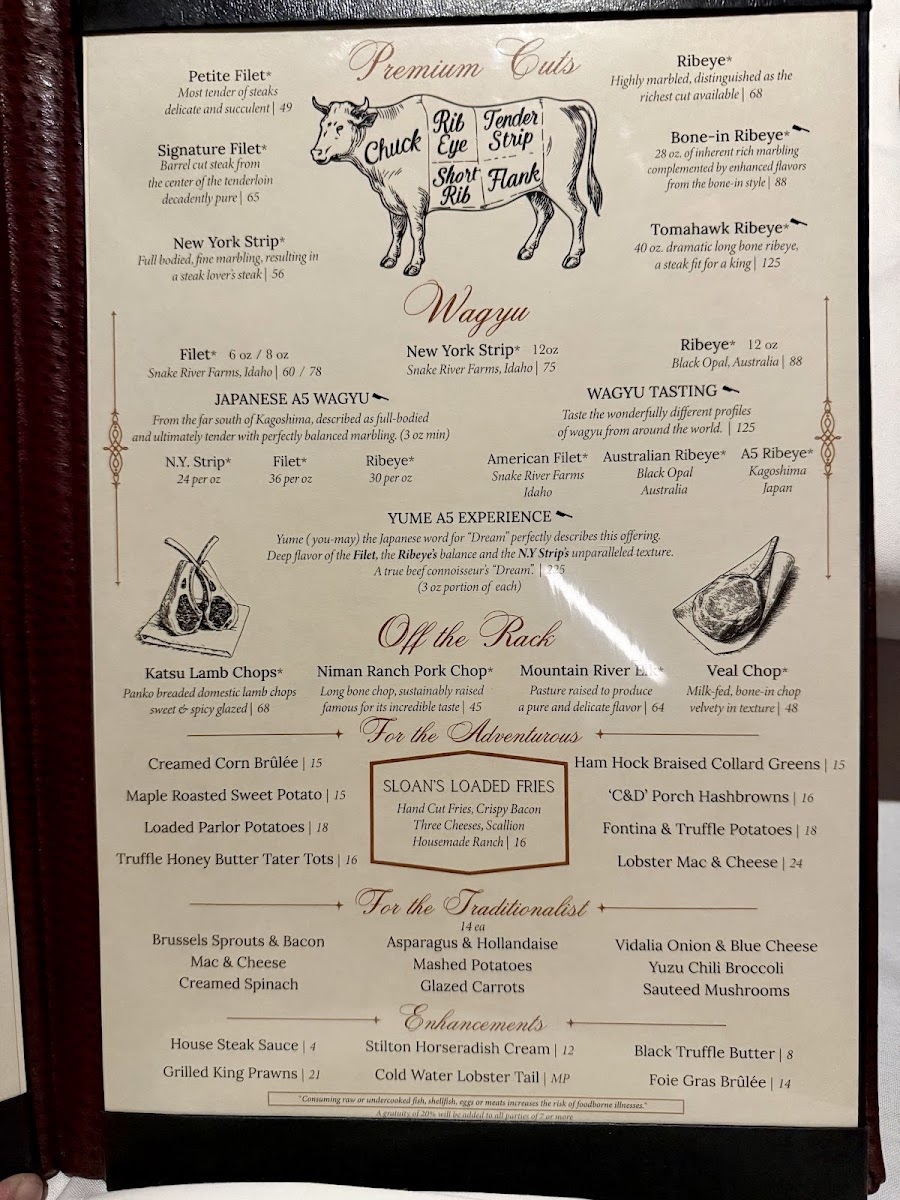 Premium Cuts
Petite Filet*
Most tender of steaks
delicate and succulent | 49
Signature Filet*
Barrel cut steak from
the center of the tenderloin
decadently pure | 65
New York Strip*
Full bodied, fine marbling, resulting in
a steak lover's steak | 56
Chuck
Rib
Eye
Tender
Strip
Short
Rib
Flank
Ribeye*
Highly marbled, distinguished as the
richest cut available | 68
Bone-in Ribeye*
28 oz. of inherent rich marbling
complemented by enhanced flavors
from the bone-in style | 88
Tomahawk Ribeye*
40 oz. dramatic long bone ribeye,
a steak fit for a king | 125
Wagyu
Filet* 6 oz / 8 oz
Snake River Farms, Idaho | 60 / 78
New York Strip* 12oz
Snake River Farms, Idaho | 75
Ribeye* 12 oz
Black Opal, Australia | 88
JAPANESE A5 WAGYU
From the far south of Kagoshima, described as full-bodied
and ultimately tender with perfectly balanced marbling. (3 oz min)
N.Y. Strip*
24 per oz
Filet*
36 per oz
Ribeye*
30 per oz
WAGYU TASTING
Taste the wonderfully different profiles
of wagyu from around the world. | 125
American Filet*
Snake River Farms
Idaho
Australian Ribeye*
Black Opal
Australia
A5 Ribeye*
Kagoshima
Japan
YUME A5 EXPERIENCE
Yume ( you-may) the Japanese word for "Dream" perfectly describes this offering.
Deep flavor of the Filet, the Ribeye's balance and the N.Y Strip's unparalleled texture.
A true beef connoisseur's "Dream". | 225
(3 oz portion of each)
Off the Rack
Katsu Lamb Chops*
Panko breaded domestic lamb chops
sweet & spicy glazed | 68
Niman Ranch Pork Chop*
Long bone chop, sustainably raised
famous for its incredible taste | 45
Mountain River Elk*
Pasture raised to produce
a pure and delicate flavor | 64
Veal Chop*
Milk-fed, bone-in chop
velvety in texture | 48
For the Adventurous
Creamed Corn Brûlée | 15
Maple Roasted Sweet Potato | 15
Loaded Parlor Potatoes | 18
Truffle Honey Butter Tater Tots | 16
SLOAN'S LOADED FRIES
Hand Cut Fries, Crispy Bacon
Three Cheeses, Scallion
Housemade Ranch | 16
Ham Hock Braised Collard Greens | 15
'C&D' Porch Hashbrowns | 16
Fontina & Truffle Potatoes | 18
Lobster Mac & Cheese | 24
For the Traditionalist
14 ea
Brussels Sprouts & Bacon
Mac & Cheese
Creamed Spinach
Asparagus & Hollandaise
Mashed Potatoes
Glazed Carrots
Vidalia Onion & Blue Cheese
Yuzu Chili Broccoli
Sauteed Mushrooms
Enhancements
House Steak Sauce | 4
Grilled King Prawns | 21
Stilton Horseradish Cream | 12
Cold Water Lobster Tail | MP
Black Truffle Butter | 8
Foie Gras Brûlée | 14
"Consuming raw or undercooked fish, shellfish, eggs or meats increases the risk of foodborne illnesses."
A gratuity of 20% will be added to all parties of 7 or more